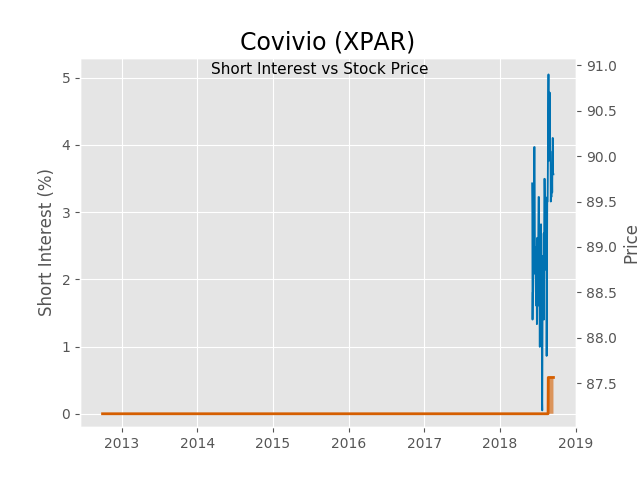 Covivio (XPAR)
Short Interest vs Stock Price
Short Interest (%)
5
4
3
2
1
0
91.0
90.5
90.0
89.5
89.0
88.5
88.0
87.5
Price
2013 2014 2015 2016 2017 2018 2019